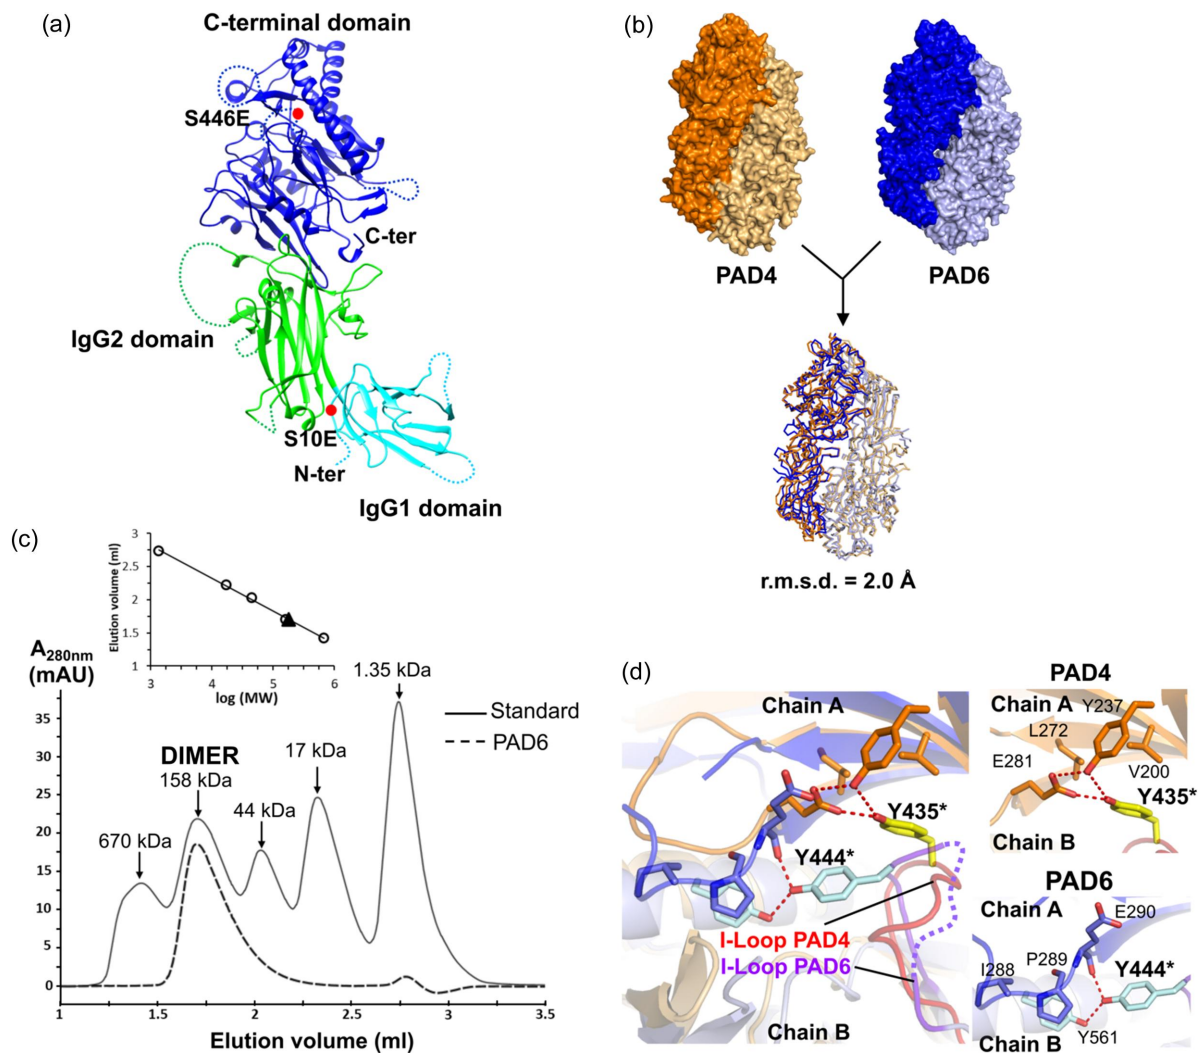 (a)
C-terminal domain
S446E
C-ter
IgG2 domain
S10E
N-ter
IgG1 domain
(b)
PAD4
PAD6
r.m.s.d. = 2.0 Å
(c)
Elution volume (ml)
3
2.5
2
1.5
1
3
4
5
6
log (MW)
A280nm
(mAU)
35
30
25
20
15
10
5
0
670 kDa
DIMER
158 kDa
44 kDa
17 kDa
1.35 kDa
Standard
PAD6
1
1.5
2
2.5
3
3.5
Elution volume (ml)
(d)
Chain A
Y435*
Y444*
I-Loop PAD4
I-Loop PAD6
Chain B
PAD4
Chain A
Y237
L272
E281
V200
Y435*
Chain B
PAD6
Chain A
E290
P289
I288
Y444*
Chain B
Y561